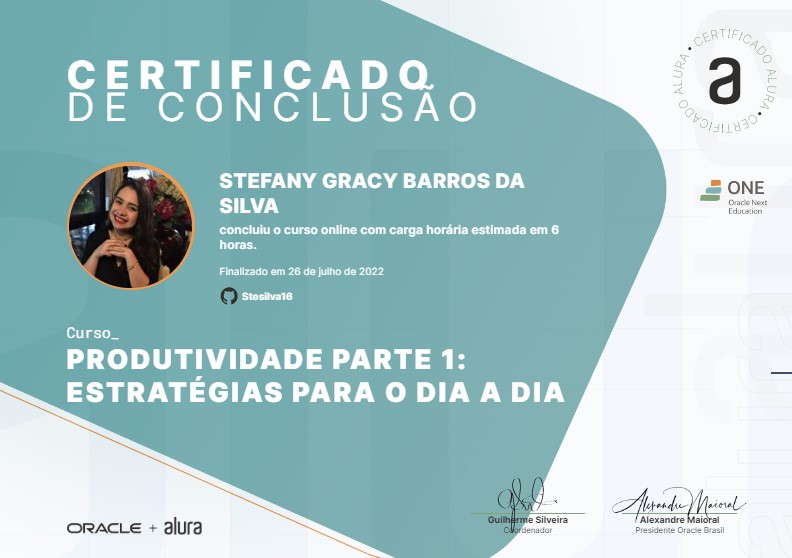 CERTIFICADO
DE CONCLUSÃO
CERTIFICADO ALURA • CERTIFICADO ALURA •
a
ONE
Oracle Next
Education
STEFANY GRACY BARROS DA
SILVA
concluiu o curso online com carga horária estimada em 6
horas.
Finalizado em 26 de julho de 2022
Stesilva16
Curso_
PRODUTIVIDADE PARTE 1:
ESTRATÉGIAS PARA O DIA A DIA
ORACLE + alura
Guilherme Silveira
Coordenador
Alexandre Maioral
Alexandre Maioral
Presidente Oracle Brasil